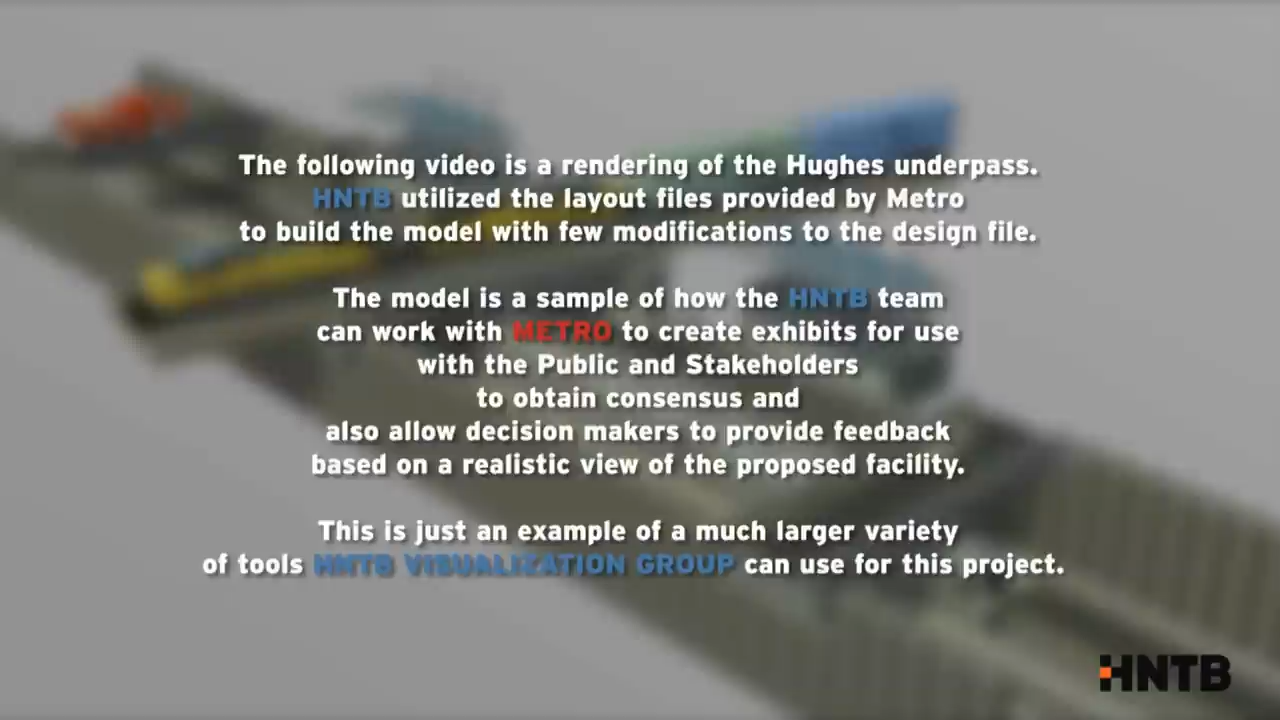 The following video is a rendering of the Hughes underpass.
HNTB utilized the layout files provided by Metro
to build the model with few modifications to the design file.
The model is a sample of how the HNTB team
can work with METRO to create exhibits for use
with the Public and Stakeholders
to obtain consensus and
also allow decision makers to provide feedback
based on a realistic view of the proposed facility.
This is just an example of a much larger variety
of tools HNTB VISUALIZATION GROUP can use for this project.
HNTB